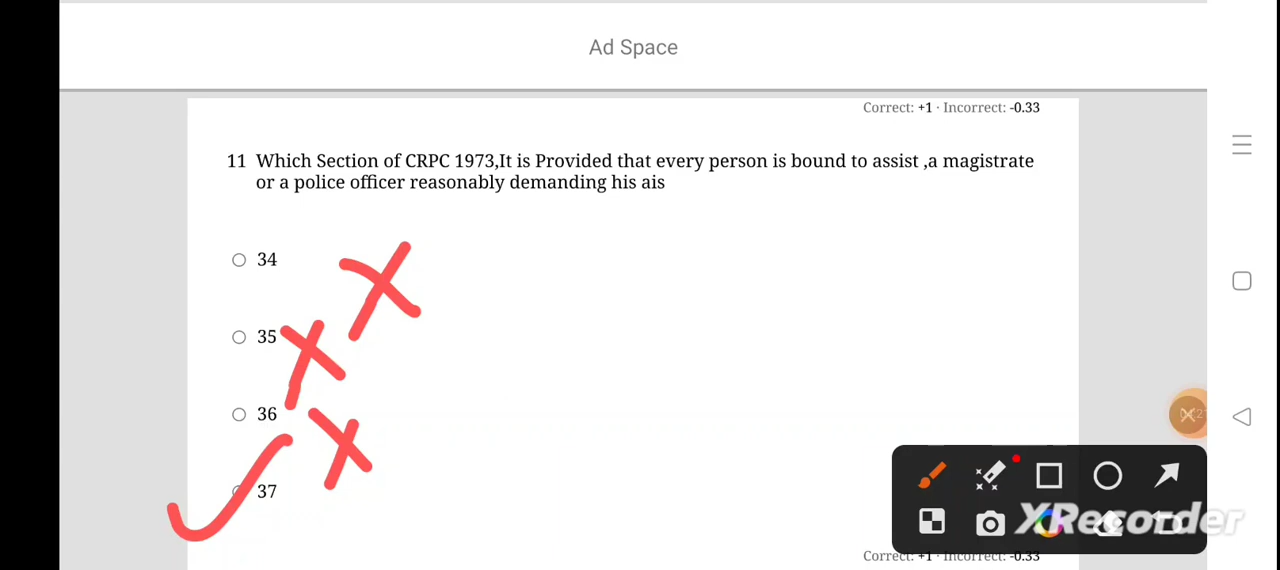 Ad Space
Correct: +1 · Incorrect: -0.33
11 Which Section of CRPC 1973,It is Provided that every person is bound to assist ,a magistrate
or a police officer reasonably demanding his ais
34
35
36
37
XRecorder
Correct: +1 · Incorrect: -0.33